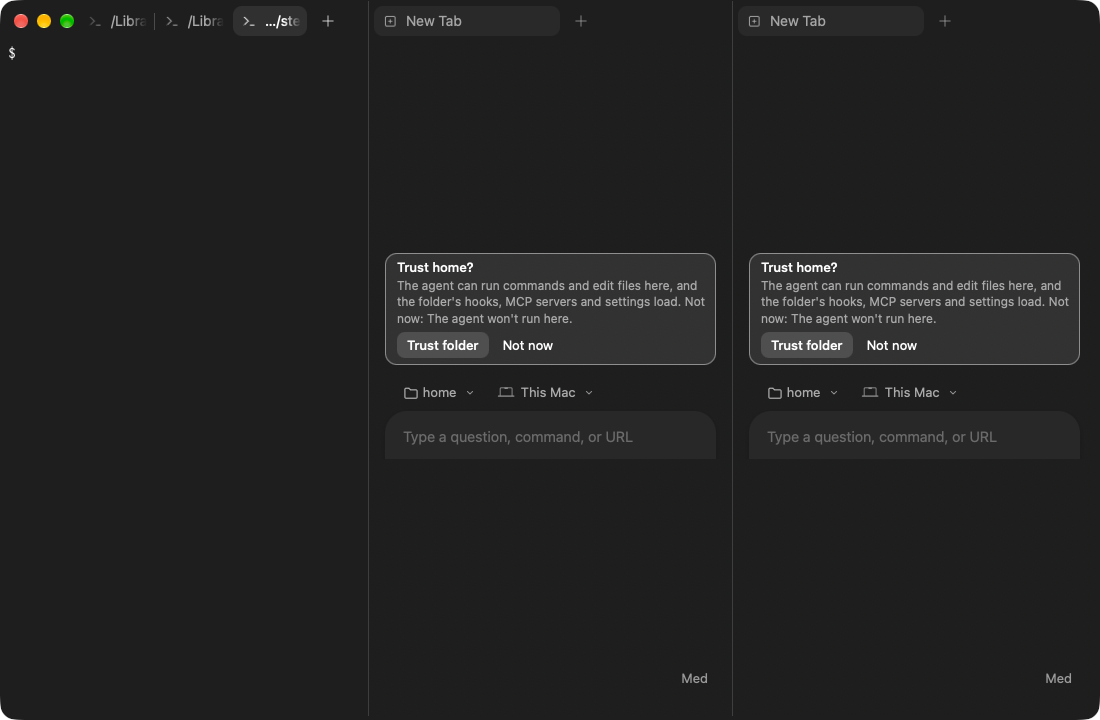 /Libra
/Libra
.../ste
New Tab
New Tab
$
Trust home?
The agent can run commands and edit files here, and
the folder's hooks, MCP servers and settings load. Not
now: The agent won't run here.
Trust folder
Not now
home
This Mac
Type a question, command, or URL
Med
Trust home?
The agent can run commands and edit files here, and
the folder's hooks, MCP servers and settings load. Not
now: The agent won't run here.
Trust folder
Not now
home
This Mac
Type a question, command, or URL
Med